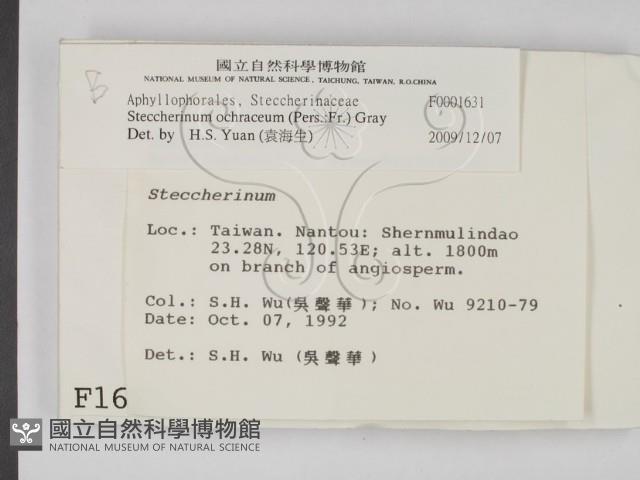 國立自然科學博物館
NATIONAL MUSEUM OF NATURAL SCIENCE, TAICHUNG, TAIWAN, R.O.CHINA
Aphyllophorales, Steccherinaceae F0001631
Steccherinum ochraceum (Pers.:Fr.) Gray
Det. by H.S. Yuan (袁海生) 2009/12/07
Steccherinum
Loc.: Taiwan. Nantou: Shernmulindao
23.28N, 120.53E; alt. 1800m
on branch of angiosperm.
Col.: S.H. Wu(吳聲華); No. Wu 9210-79
Date: Oct. 07, 1992
Det.: S.H. Wu (吳聲華)
F16
國立自然科學博物館
NATIONAL MUSEUM OF NATURAL SCIENCE